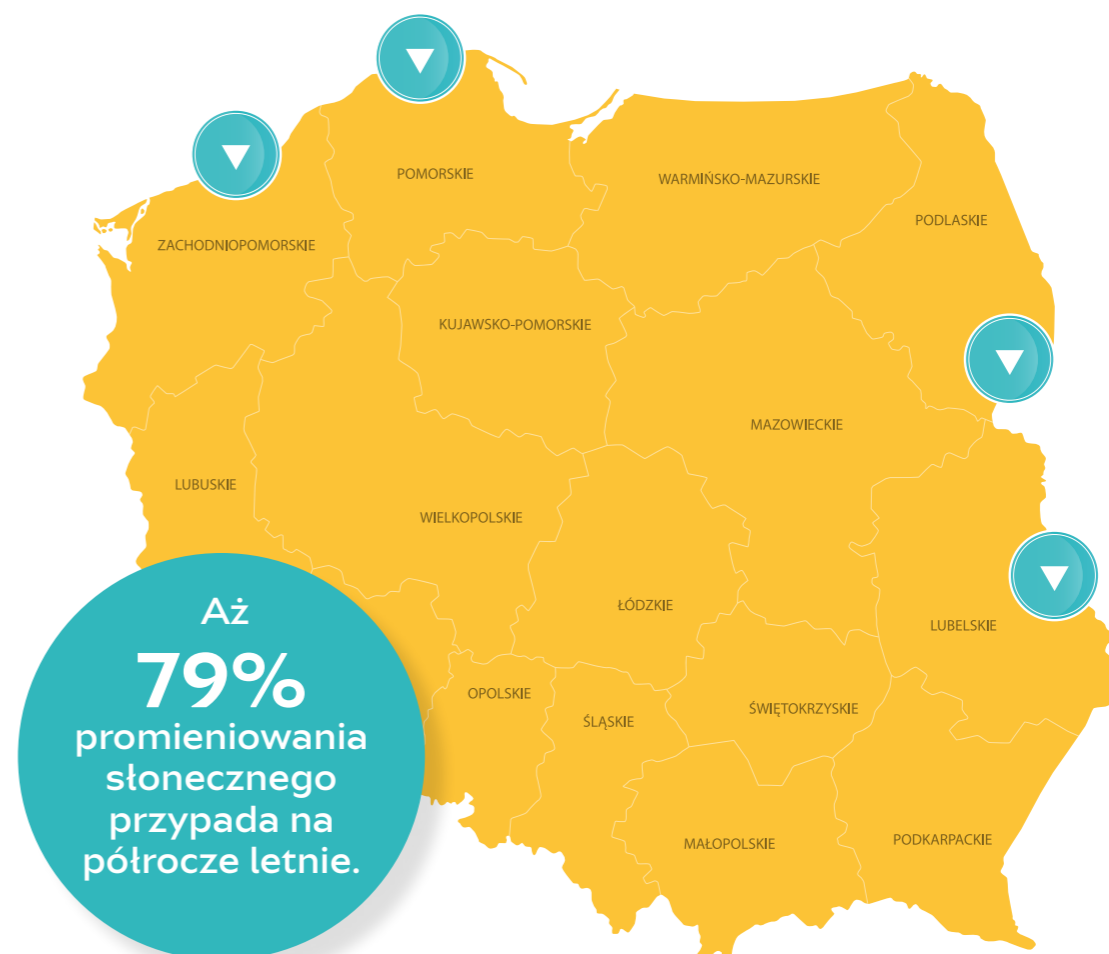 POMORSKIE
WARMIŃSKO-MAZURSKIE
PODLASKIE
ZACHODNIOPOMORSKIE
KUJAWSKO-POMORSKIE
MAZOWIECKIE
LUBUSKIE
WIELKOPOLSKIE
ŁÓDZKIE
LUBELSKIE
OPOLSKIE
ŚLĄSKIE
ŚWIĘTOKRZYSKIE
MAŁOPOLSKIE
PODKARPACKIE
Aż
79%
promieniowania
słonecznego
przypada na
półrocze letnie.